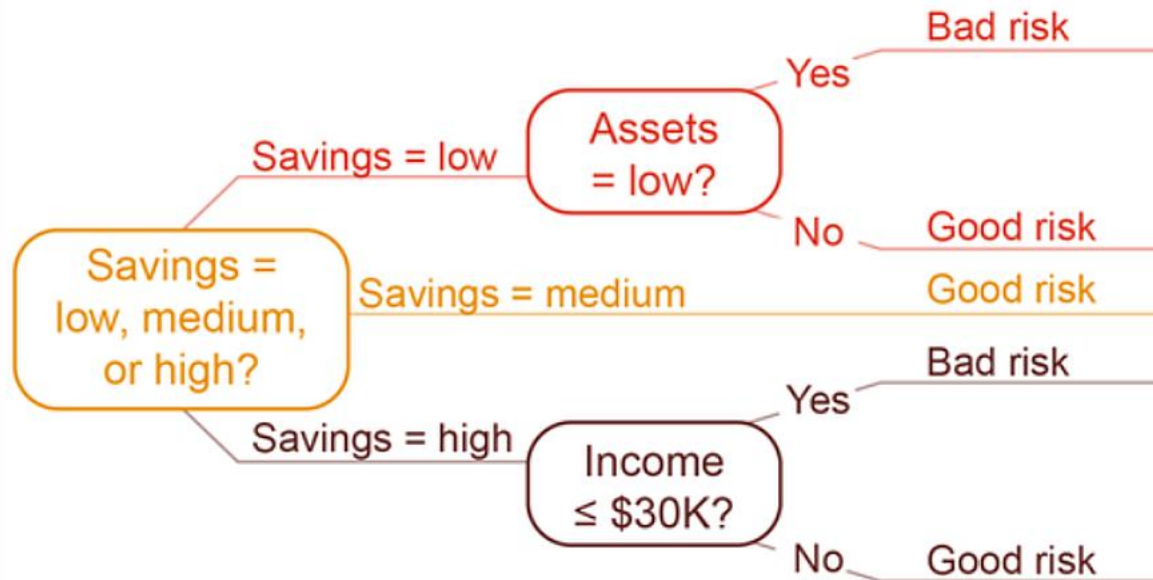 Bad risk
Yes
Assets
= low?
Savings = low
No
Good risk
Savings =
low, medium,
or high?
Savings = medium
Good risk
Bad risk
Yes
Savings = high
Income
≤ $30K?
No
Good risk